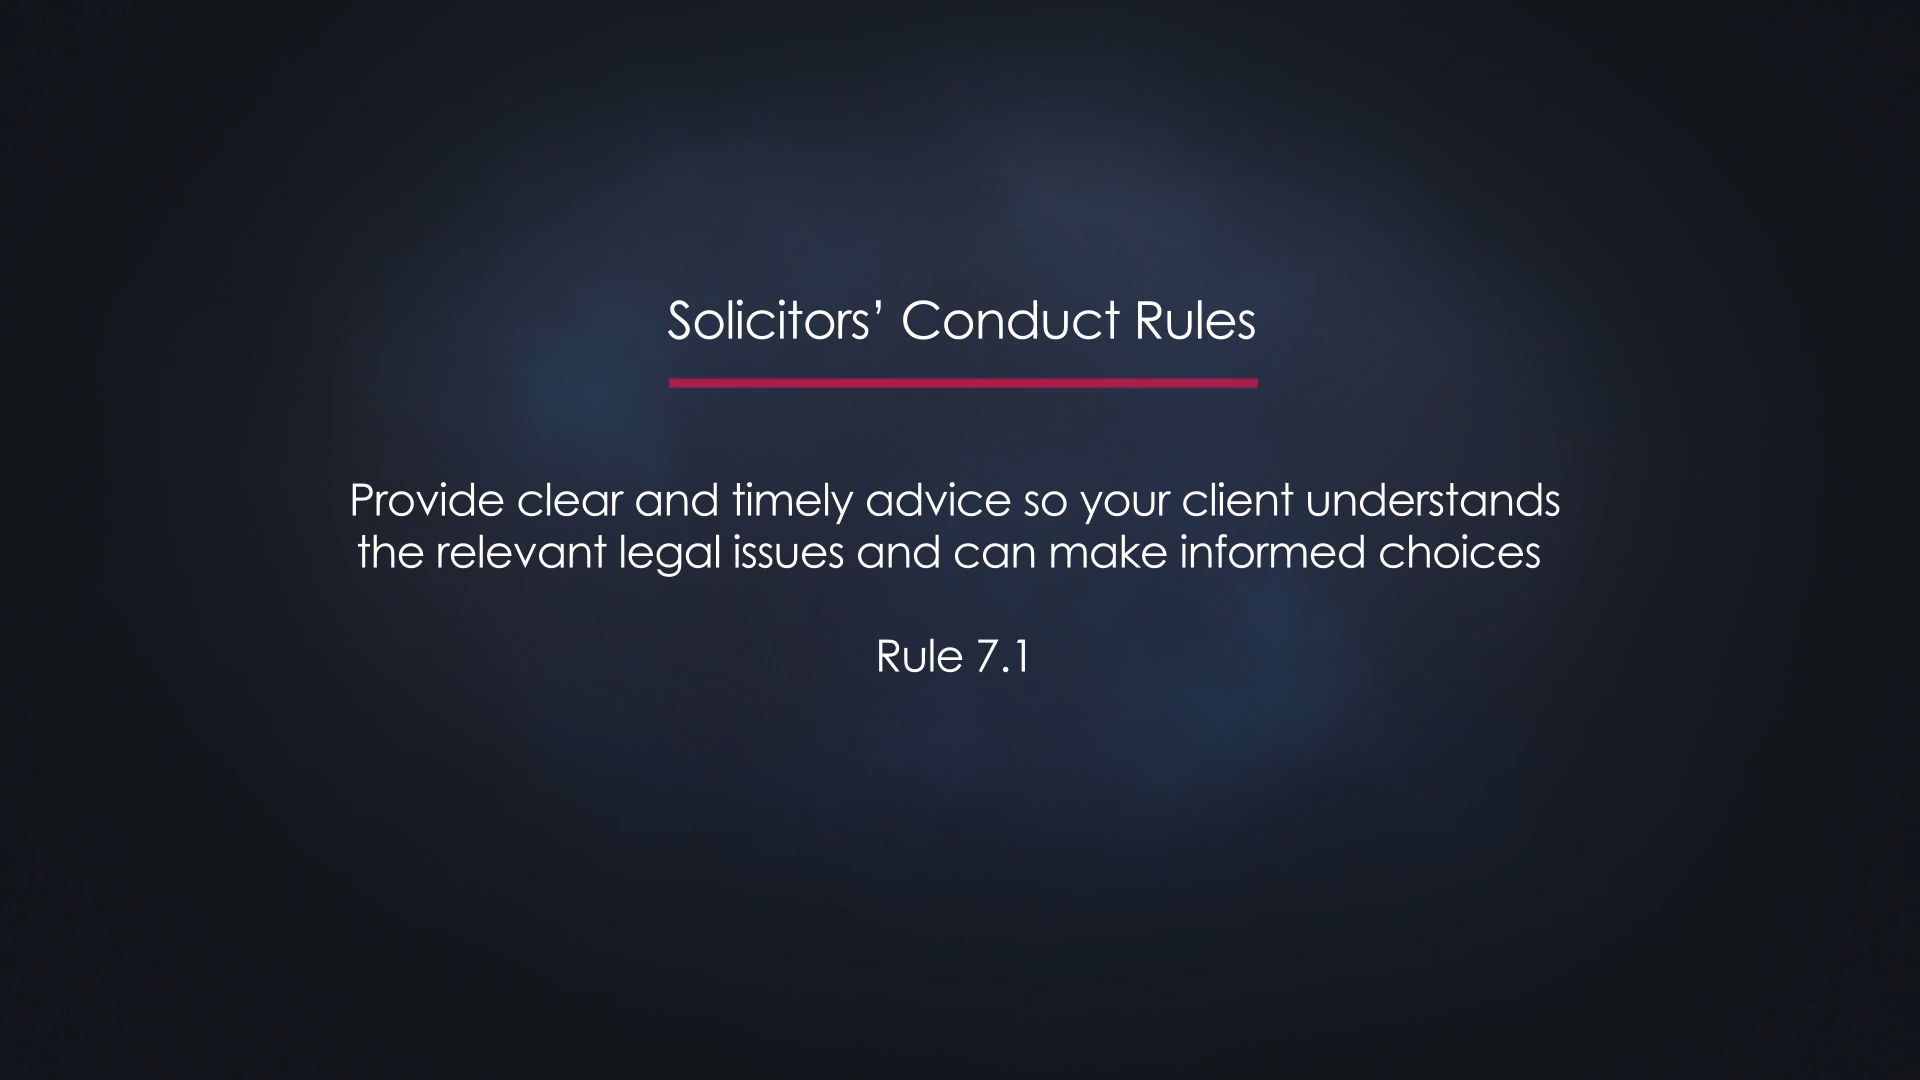 Solicitors’ Conduct Rules
Provide clear and timely advice so your client understands
the relevant legal issues and can make informed choices
Rule 7.1